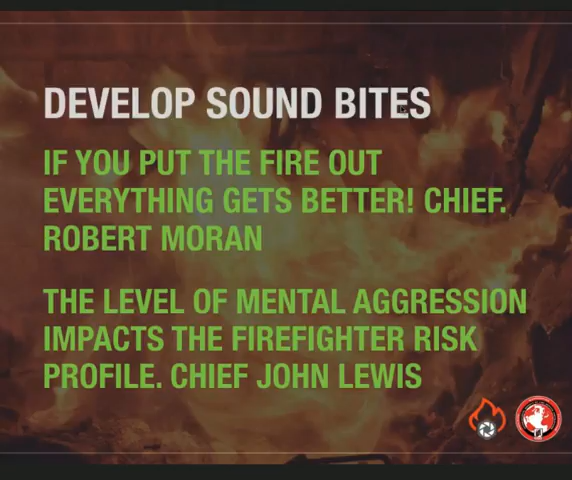 DEVELOP SOUND BITES
IF YOU PUT THE FIRE OUT
EVERYTHING GETS BETTER! CHIEF.
ROBERT MORAN
THE LEVEL OF MENTAL AGGRESSION
IMPACTS THE FIREFIGHTER RISK
PROFILE. CHIEF JOHN LEWIS